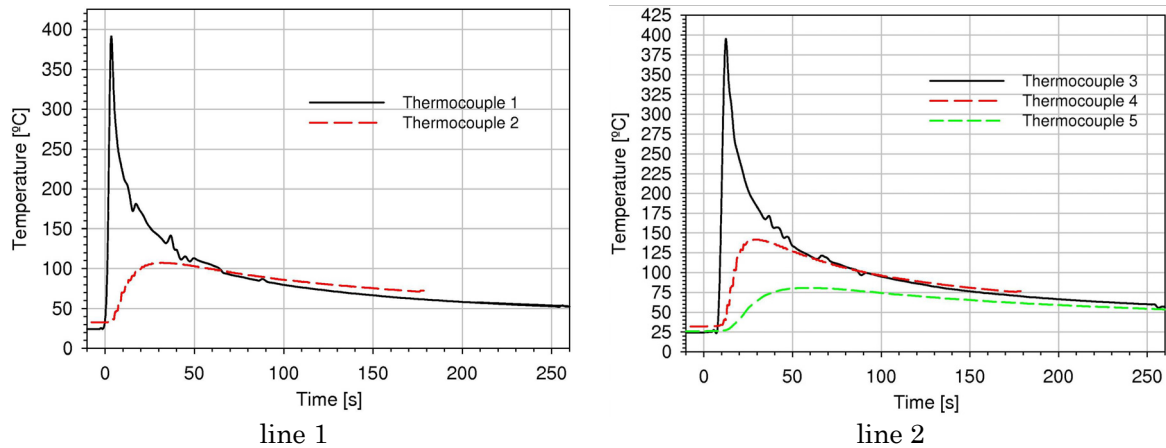 Temperature [ºC]
400
350
300
250
200
150
100
50
0
Thermocouple 1
Thermocouple 2
0 50 100 150 200 250
Time [s]
line 1
Temperature [ºC]
425
400
375
350
325
300
275
250
225
200
175
150
125
100
75
50
25
0
Thermocouple 3
Thermocouple 4
Thermocouple 5
0 50 100 150 200 250
Time [s]
line 2